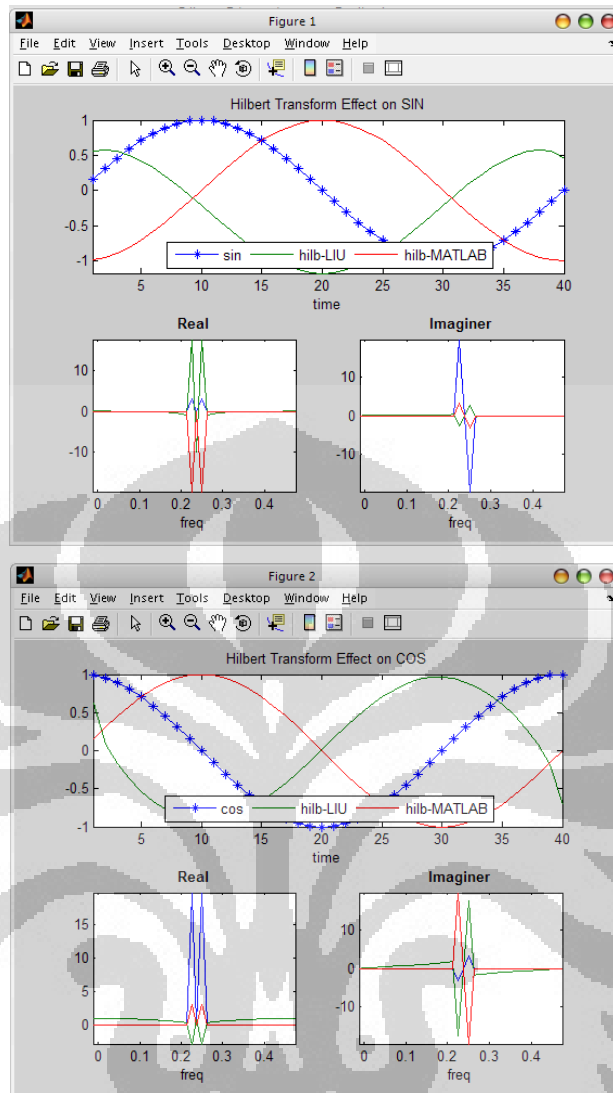 Figure 1
File Edit View Insert Tools Desktop Window Help
Hilbert Transform Effect on SIN
1
0.5
0
-0.5
-1
sin hilb-LIU hilb-MATLAB
5 10 15 20 25 30 35 40
time
Real
10
0
-10
0 0.1 0.2 0.3 0.4
freq
Imaginer
10
0
-10
0 0.1 0.2 0.3 0.4
freq
Figure 2
File Edit View Insert Tools Desktop Window Help
Hilbert Transform Effect on COS
1
0.5
0
-0.5
-1
cos hilb-LIU hilb-MATLAB
5 10 15 20 25 30 35 40
time
Real
15
10
5
0
0 0.1 0.2 0.3 0.4
freq
Imaginer
10
0
-10
0 0.1 0.2 0.3 0.4
freq